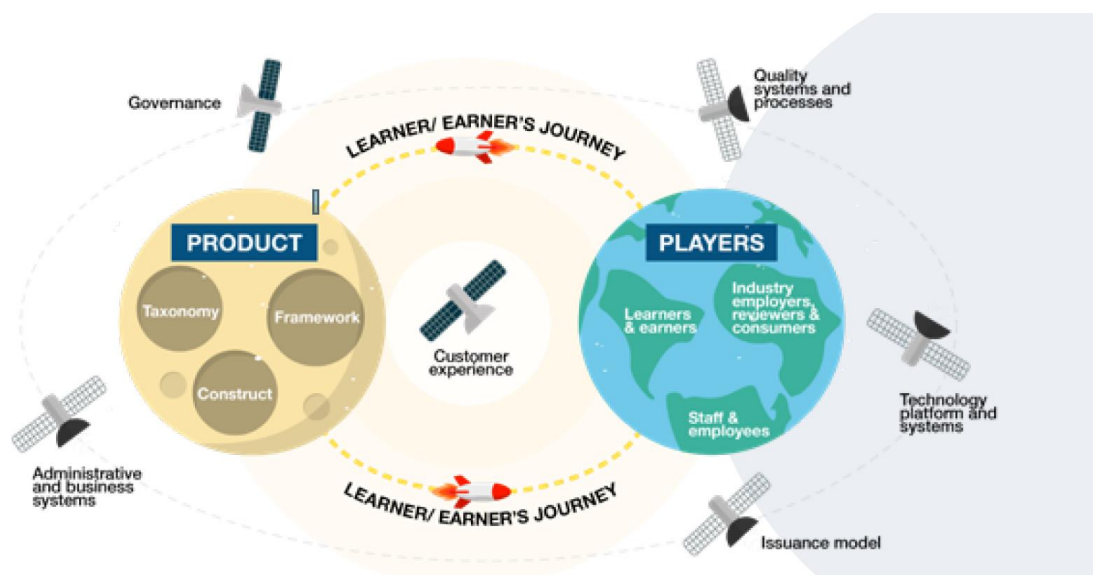 Governance
Quality
systems and
processes
LEARNER/ EARNER'S JOURNEY
PRODUCT
PLAYERS
Taxonomy
Framework
Construct
Customer
experience
Learners
& earners
Industry
employers,
reviewers &
consumers
Staff &
employees
Technology
platform and
systems
Administrative
and business
systems
LEARNER/ EARNER'S JOURNEY
Issuance model